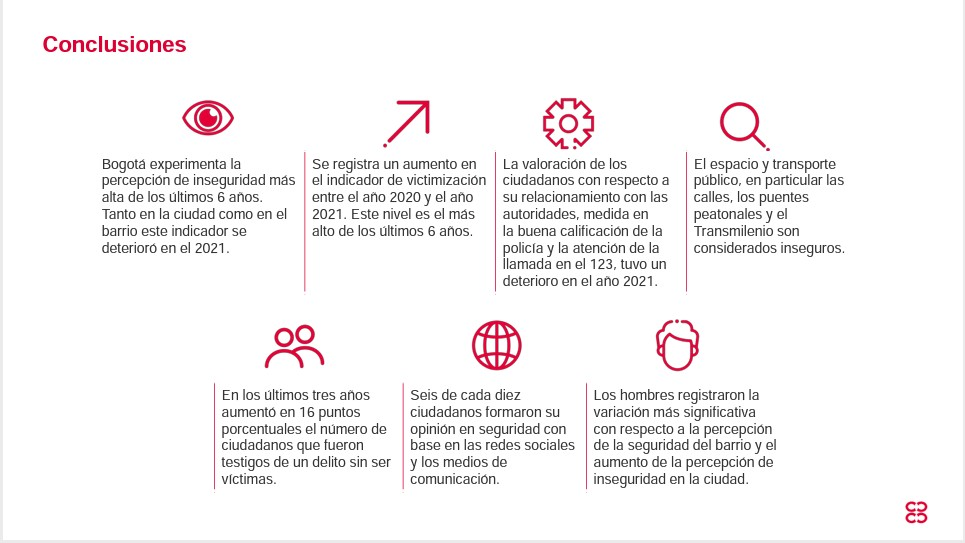 Conclusiones
Bogotá experimenta la
percepción de inseguridad más
alta de los últimos 6 años.
Tanto en la ciudad como en el
barrio este indicador se
deterioró en el 2021.
Se registra un aumento en
el indicador de victimización
entre el año 2020 y el año
2021. Este nivel es el más
alto de los últimos 6 años.
La valoración de los
ciudadanos con respecto a
su relacionamiento con las
autoridades, medida en
la buena calificación de la
policía y la atención de la
llamada en el 123, tuvo un
deterioro en el año 2021.
El espacio y transporte
público, en particular las
calles, los puentes
peatonales y el
Transmilenio son
considerados inseguros.
En los últimos tres años
aumentó en 16 puntos
porcentuales el número de
ciudadanos que fueron
testigos de un delito sin ser
víctimas.
Seis de cada diez
ciudadanos formaron su
opinión en seguridad con
base en las redes sociales
y los medios de
comunicación.
Los hombres registraron la
variación más significativa
con respecto a la percepción
de la seguridad del barrio y el
aumento de la percepción de
inseguridad en la ciudad.